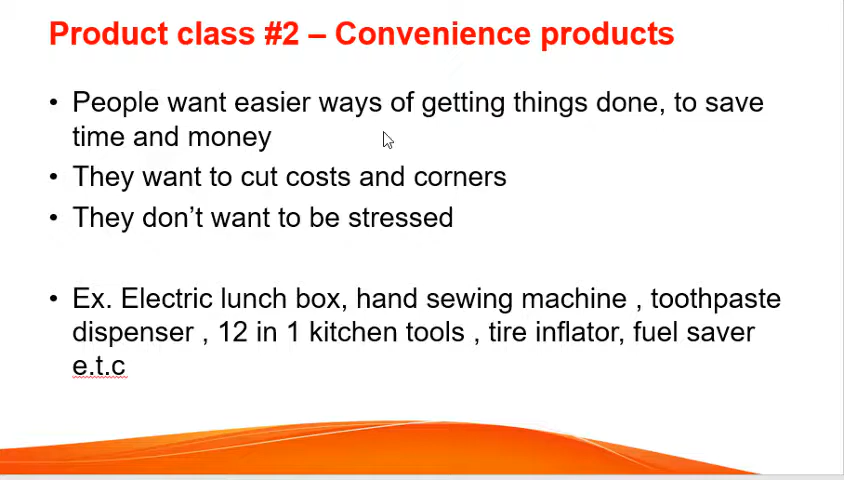 Product class #2 – Convenience products
• People want easier ways of getting things done, to save
time and money
• They want to cut costs and corners
• They don’t want to be stressed
• Ex. Electric lunch box, hand sewing machine , toothpaste
dispenser , 12 in 1 kitchen tools , tire inflator, fuel saver
e.t.c